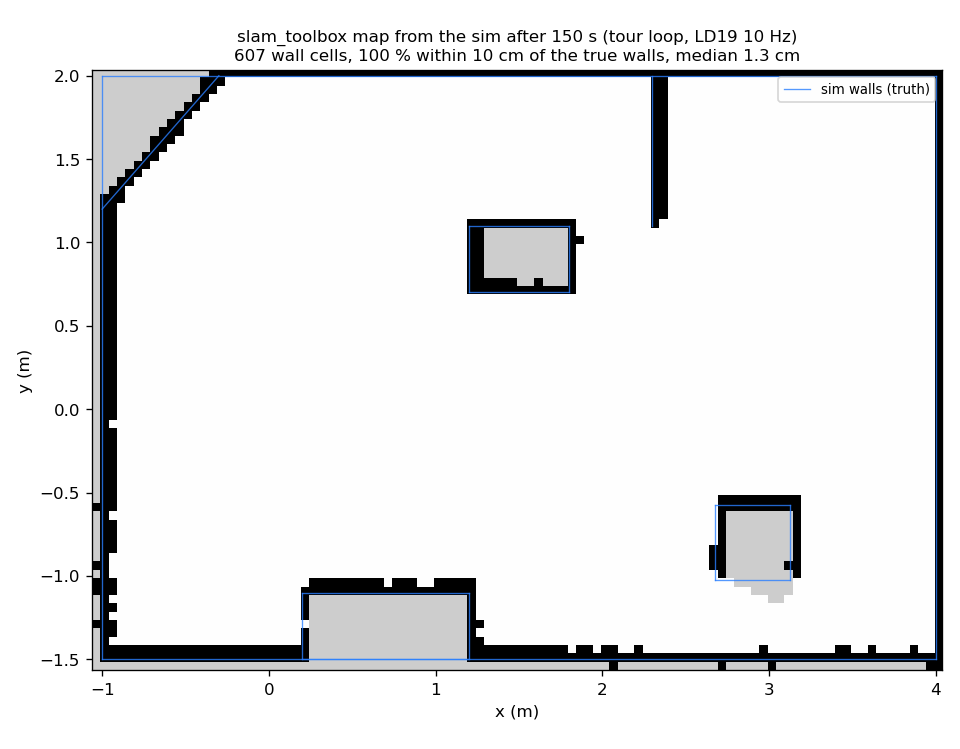 slam_toolbox map from the sim after 150 s (tour loop, LD19 10 Hz)
607 wall cells, 100 % within 10 cm of the true walls, median 1.3 cm
sim walls (truth)
2.0
1.5
1.0
0.5
0.0
−0.5
−1.0
−1.5
y (m)
−1
0
1
2
3
4
x (m)